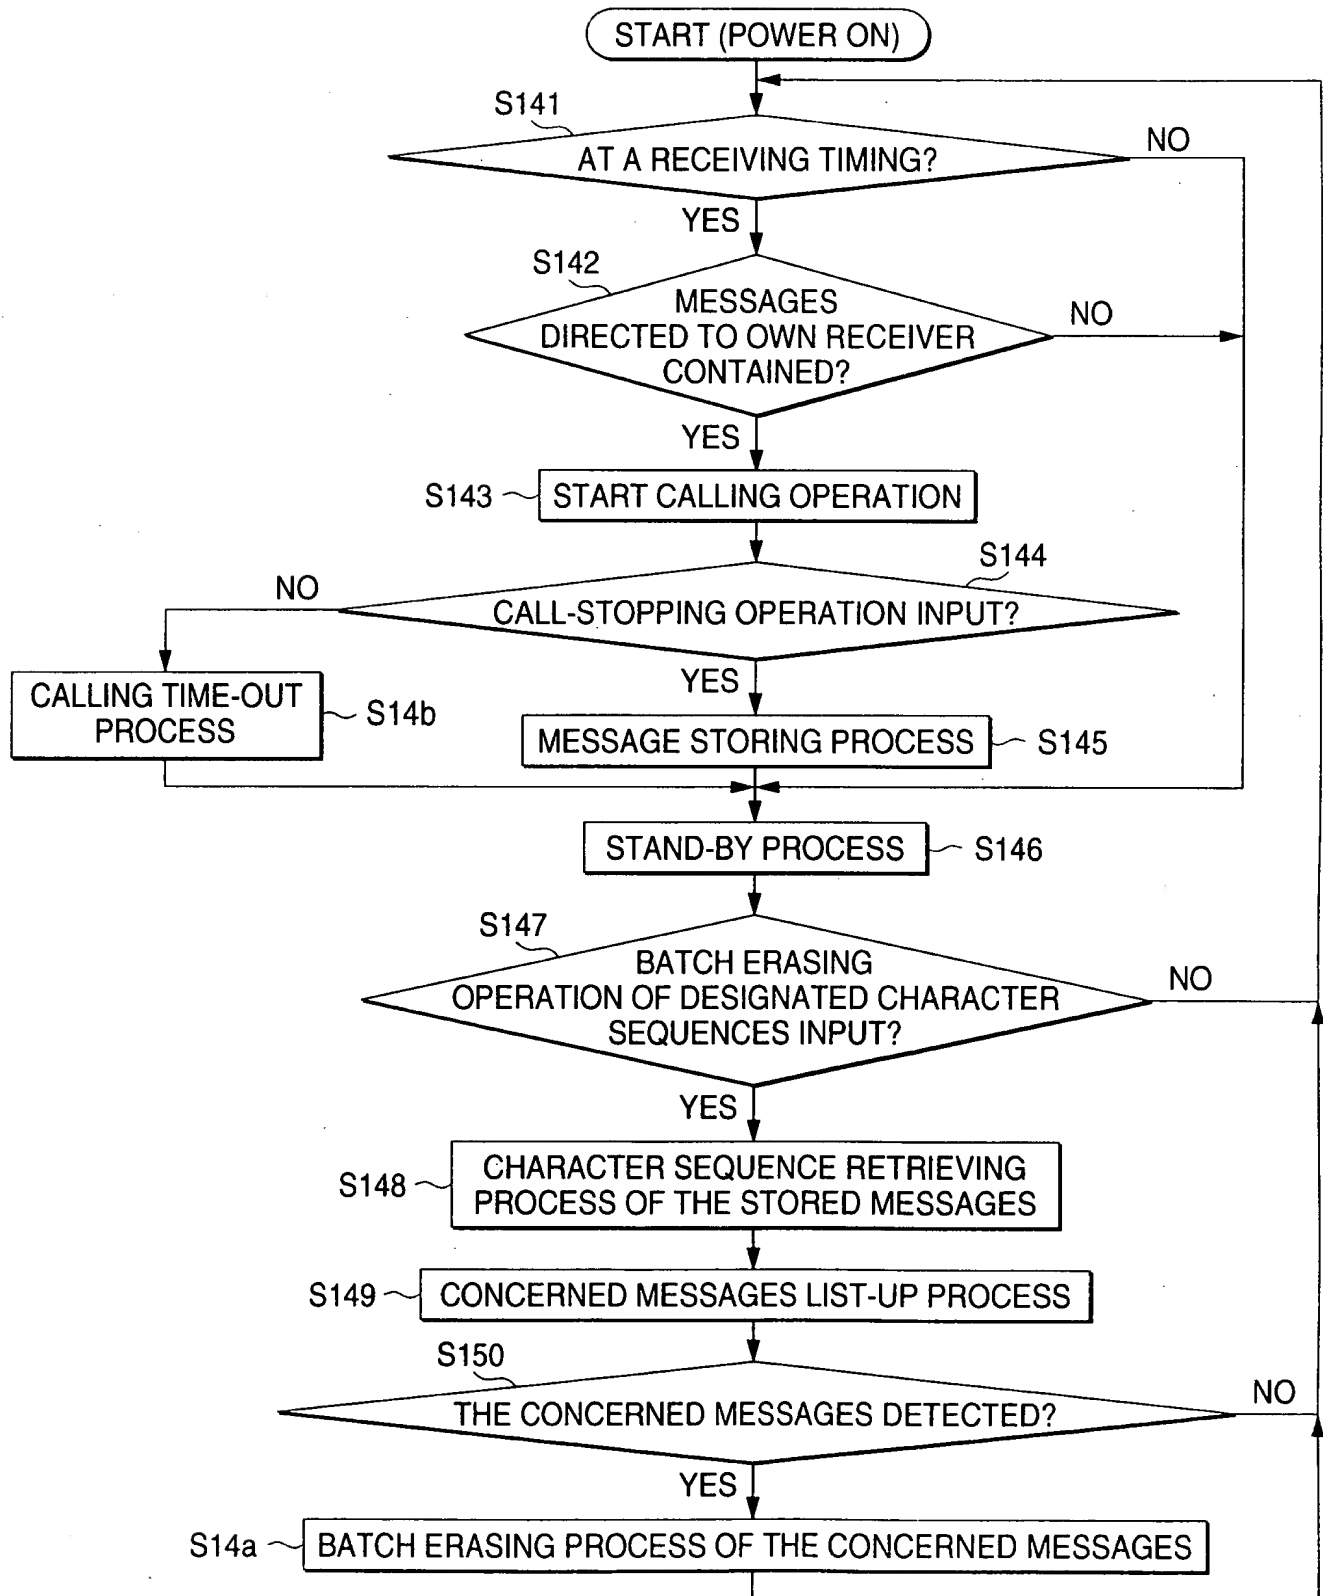 START (POWER ON)
S141
AT A RECEIVING TIMING?
NO
YES
S142
MESSAGES
DIRECTED TO OWN RECEIVER
CONTAINED?
NO
YES
S143
START CALLING OPERATION
S144
NO
CALL-STOPPING OPERATION INPUT?
YES
CALLING TIME-OUT
PROCESS
S14b
MESSAGE STORING PROCESS
S145
STAND-BY PROCESS
S146
S147
BATCH ERASING
OPERATION OF DESIGNATED CHARACTER
SEQUENCES INPUT?
NO
YES
S148
CHARACTER SEQUENCE RETRIEVING
PROCESS OF THE STORED MESSAGES
S149
CONCERNED MESSAGES LIST-UP PROCESS
S150
THE CONCERNED MESSAGES DETECTED?
NO
YES
S14a
BATCH ERASING PROCESS OF THE CONCERNED MESSAGES